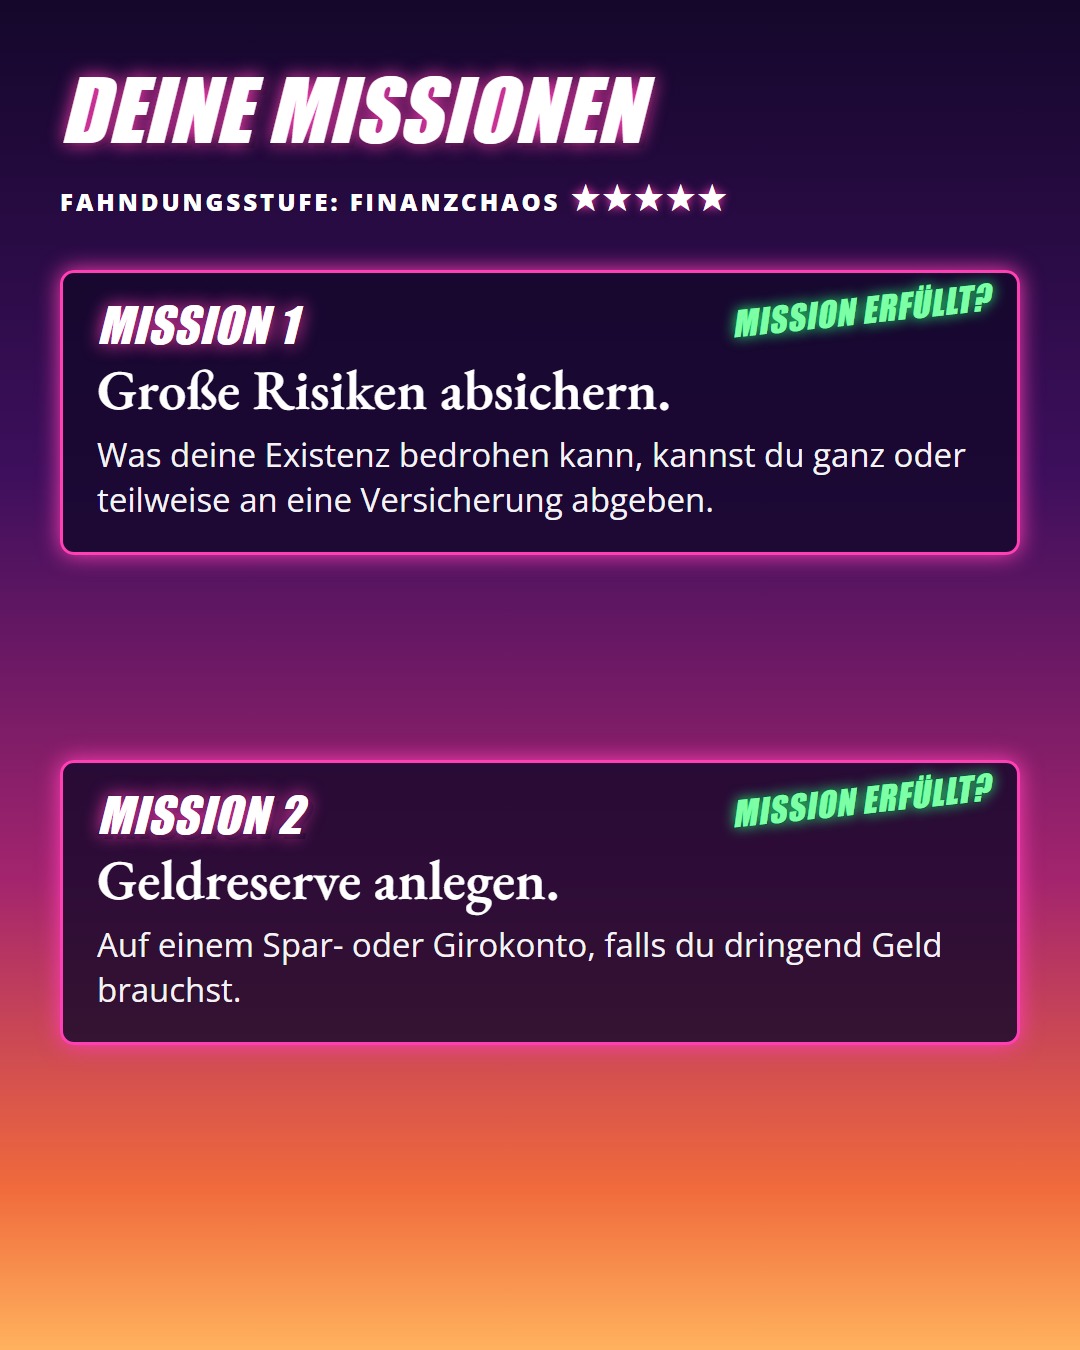 DEINE MISSIONEN
FAHNDUNGSSTUFE: FINANZCHAOS ★★★★★
MISSION 1
MISSION ERFÜLLT?
Große Risiken absichern.
Was deine Existenz bedrohen kann, kannst du ganz oder
teilweise an eine Versicherung abgeben.
MISSION 2
MISSION ERFÜLLT?
Geldreserve anlegen.
Auf einem Spar- oder Girokonto, falls du dringend Geld
brauchst.